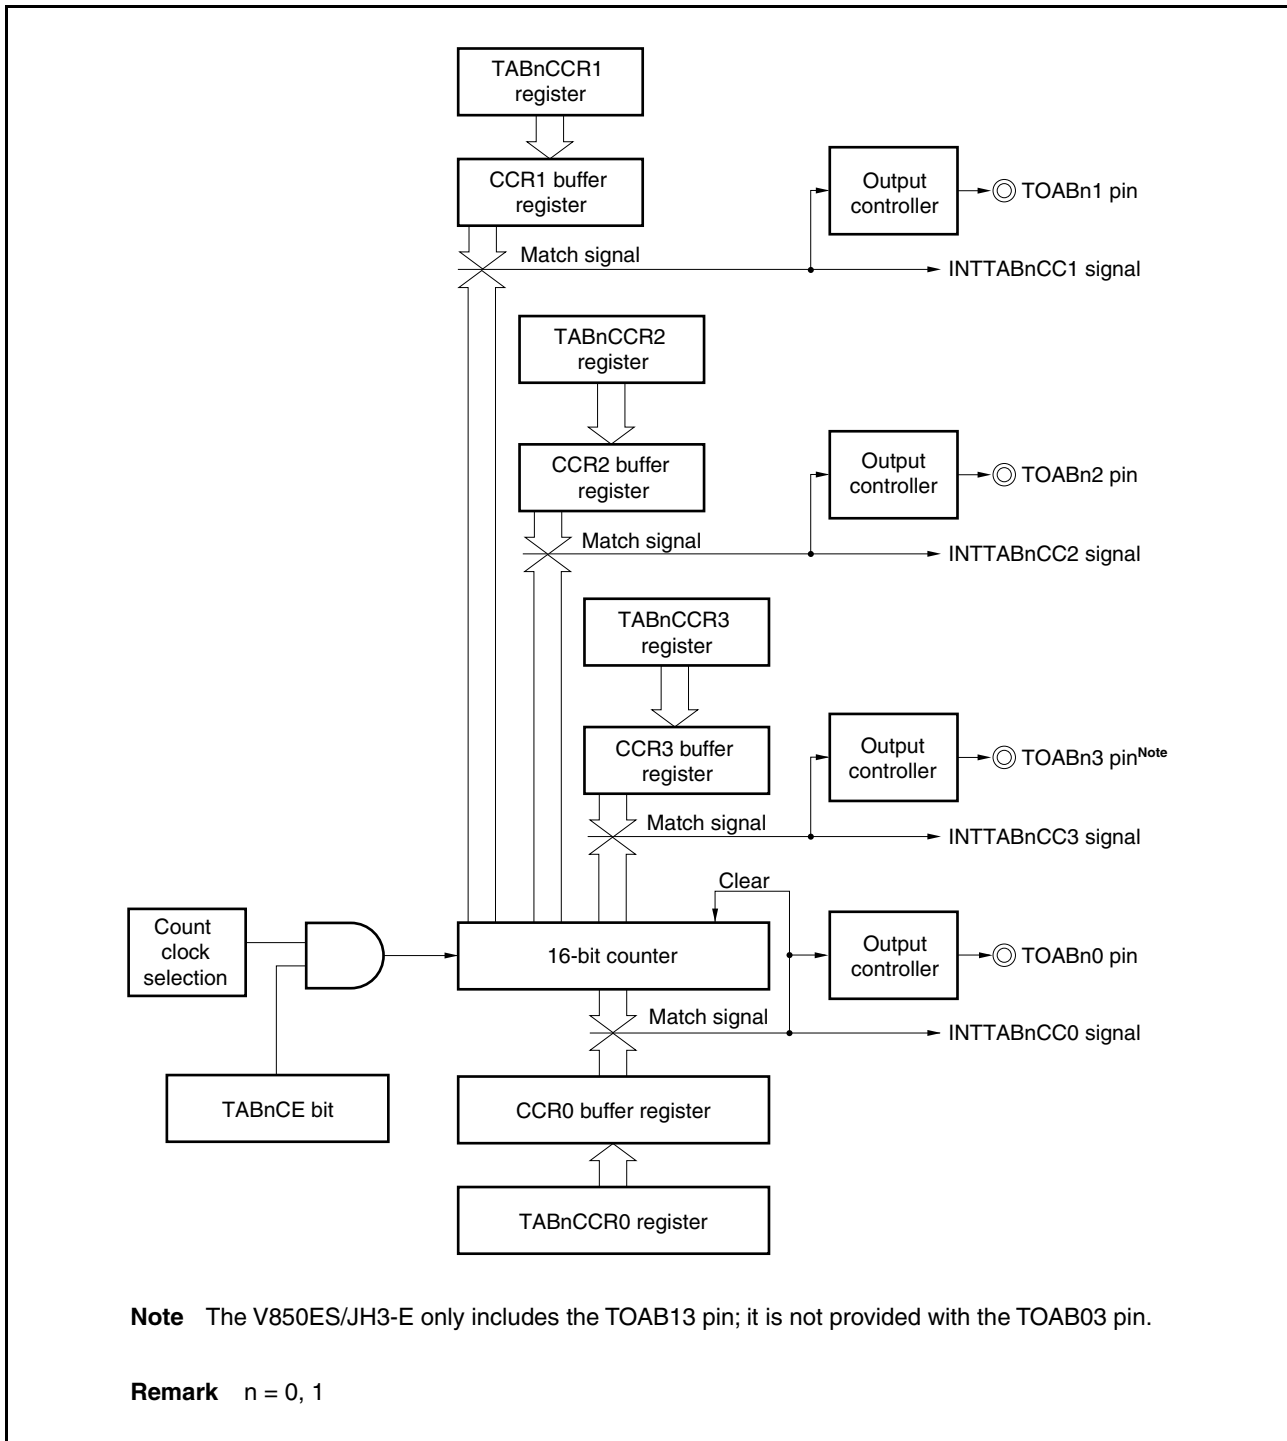 TABnCCR1
register
CCR1 buffer
register
Output
controller
TOABn1 pin
Match signal
INTTABnCC1 signal
TABnCCR2
register
CCR2 buffer
register
Output
controller
TOABn2 pin
Match signal
INTTABnCC2 signal
TABnCCR3
register
CCR3 buffer
register
Output
controller
TOABn3 pinNote
Match signal
INTTABnCC3 signal
Clear
Count
clock
selection
16-bit counter
Output
controller
TOABn0 pin
Match signal
INTTABnCC0 signal
TABnCE bit
CCR0 buffer register
TABnCCR0 register
Note The V850ES/JH3-E only includes the TOAB13 pin; it is not provided with the TOAB03 pin.
Remark n = 0, 1